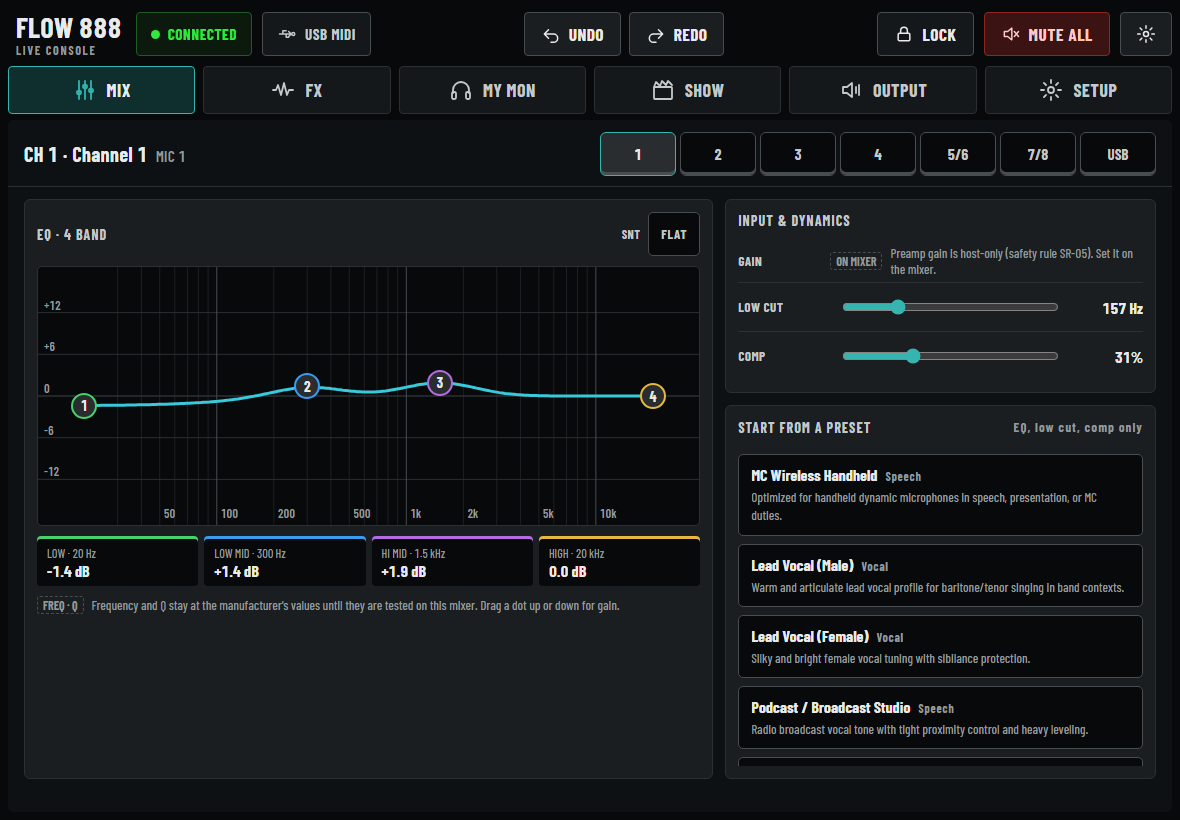 FLOW 888
LIVE CONSOLE
CONNECTED
USB MIDI
UNDO
REDO
LOCK
MUTE ALL
MIX
FX
MY MON
SHOW
OUTPUT
SETUP
CH 1 · Channel 1 MIC 1
1
2
3
4
5/6
7/8
USB
EQ · 4 BAND
SNT
FLAT
+12
+6
0
-6
-12
1
2
3
4
50
100
200
500
1k
2k
5k
10k
LOW · 20 Hz
-1.4 dB
LOW MID · 300 Hz
+1.4 dB
HI MID · 1.5 kHz
+1.9 dB
HIGH · 20 kHz
0.0 dB
FREQ · Q Frequency and Q stay at the manufacturer's values until they are tested on this mixer. Drag a dot up or down for gain.
INPUT & DYNAMICS
GAIN
ON MIXER
Preamp gain is host-only (safety rule SR-05). Set it on
the mixer.
LOW CUT
157 Hz
COMP
31%
START FROM A PRESET
EQ, low cut, comp only
MC Wireless Handheld Speech
Optimized for handheld dynamic microphones in speech, presentation, or MC
duties.
Lead Vocal (Male) Vocal
Warm and articulate lead vocal profile for baritone/tenor singing in band contexts.
Lead Vocal (Female) Vocal
Silky and bright female vocal tuning with sibilance protection.
Podcast / Broadcast Studio Speech
Radio broadcast vocal tone with tight proximity control and heavy leveling.